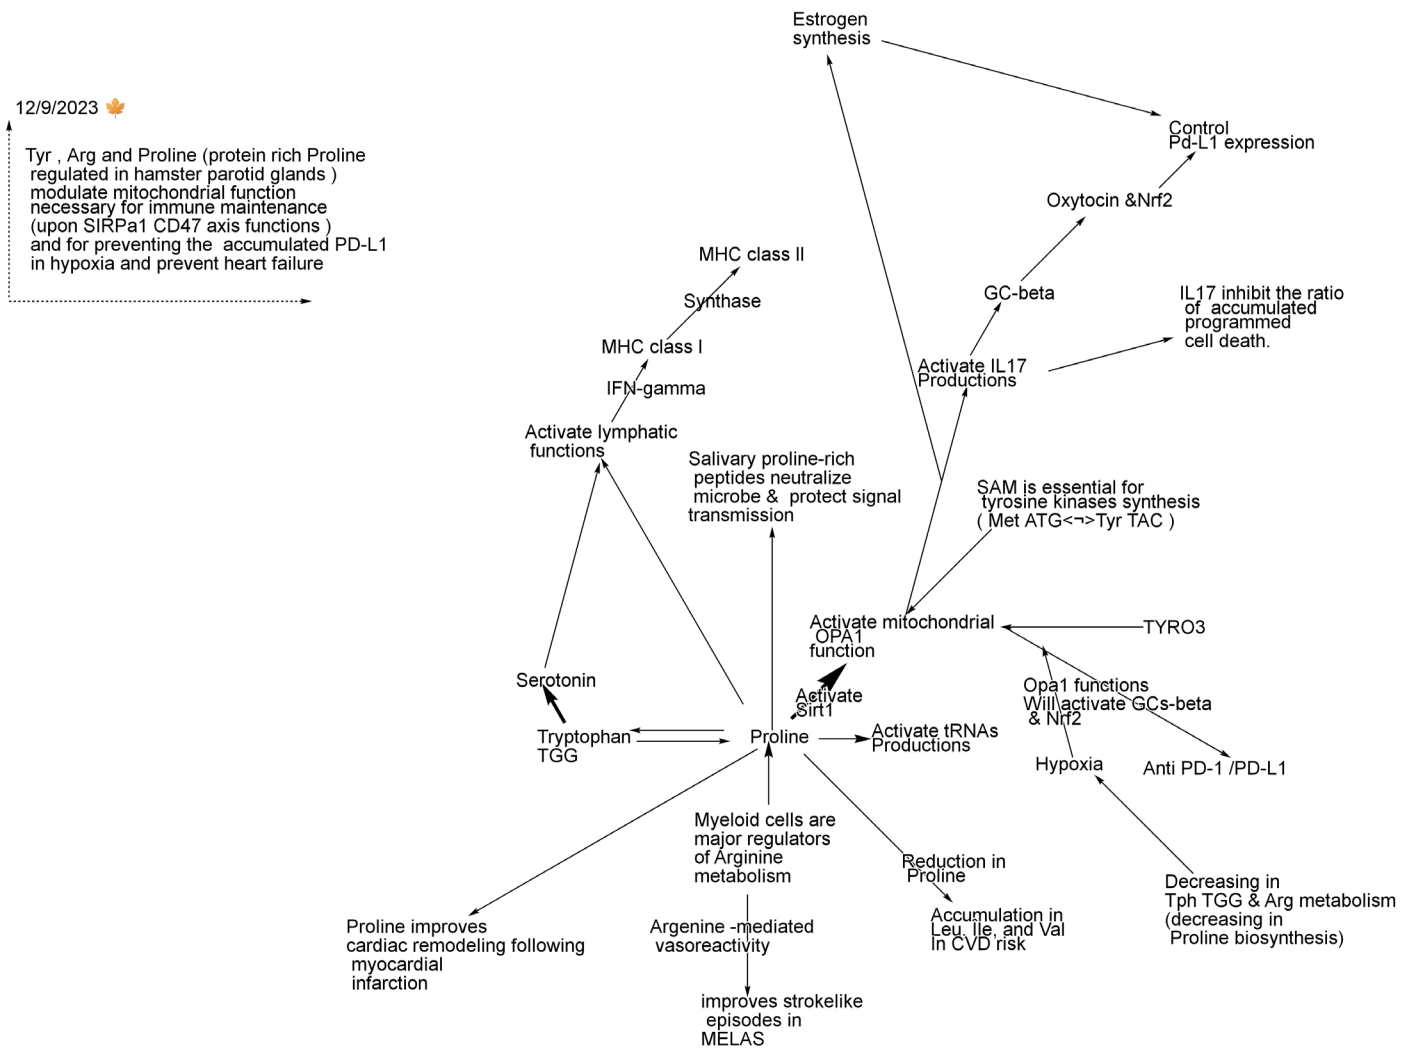 Estrogen
synthesis
12/9/2023 🍁
Control
Pd-L1 expression
Tyr , Arg and Proline (protein rich Proline
regulated in hamster parotid glands )
modulate mitochondrial function
necessary for immune maintenance
(upon SIRPa1 CD47 axis functions )
and for preventing the accumulated PD-L1
in hypoxia and prevent heart failure
Oxytocin &Nrf2
MHC class II
GC-beta
IL17 inhibit the ratio
of accumulated
programmed
cell death.
Synthase
MHC class I
Activate IL17
Productions
IFN-gamma
Activate lymphatic
functions
Salivary proline-rich
peptides neutralize
microbe & protect signal
transmission
SAM is essential for
tyrosine kinases synthesis
( Met ATG<¬>Tyr TAC )
Activate mitochondrial
OPA1
function
TYRO3
Serotonin
Activate
Sirt1
Opa1 functions
Will activate GCs-beta
& Nrf2
Tryptophan
TGG
Proline
Activate tRNAs
Productions
Hypoxia
Anti PD-1 /PD-L1
Myeloid cells are
major regulators
of Arginine
metabolism
Reduction in
Proline
Decreasing in
Tph TGG & Arg metabolism
(decreasing in
Proline biosynthesis)
Proline improves
cardiac remodeling following
myocardial
infarction
Argenine -mediated
vasoreactivity
Accumulation in
Leu, Ile, and Val
In CVD risk
improves strokelike
episodes in
MELAS